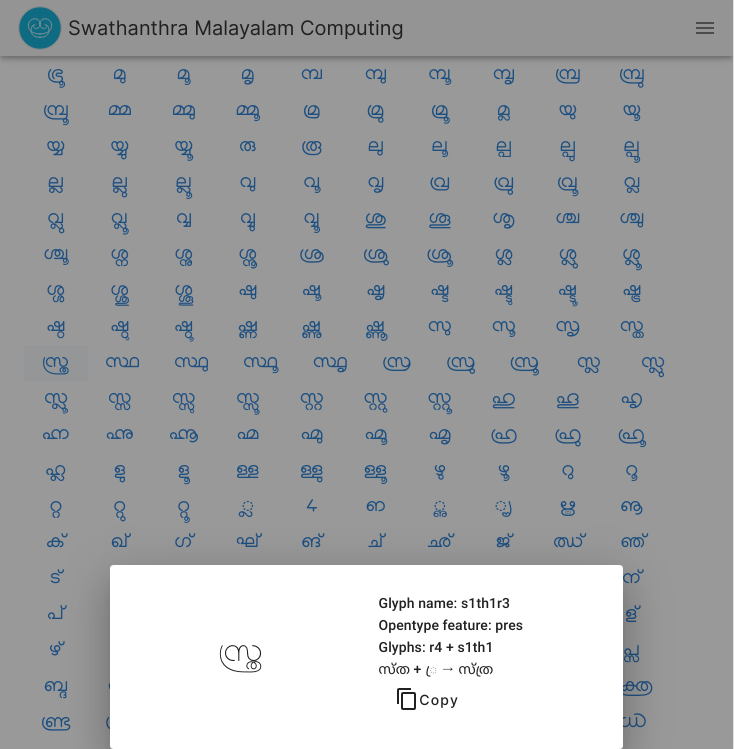 Swathanthra Malayalam Computing
ഭ്രൂ മു മൂ മൃ മ്പ മ്പു മ്പൂ മ്പൃ മ്പ്ര മ്പ്രു
മ്പ്രൂ മ്മ മ്മു മ്മൂ മ്ര മ്രു മ്രൂ മ്ല യു യൂ
യ്യ യ്യു യ്യൂ രു രൂ ലു ലൂ ല്പ ല്പു ല്പൂ
ല്ല ല്ലു ല്ലൂ വു വൂ വൃ വ്ര വ്രു വ്രൂ വ്ല
വ്ലു വ്ലൂ വ്വ വ്വു വ്വൂ ശു ശൂ ശൃ ശ്ച ശ്ചു
ശ്ചൂ ശ്ന ശ്നു ശ്നൂ ശ്ര ശ്രു ശ്രൂ ശ്ല ശ്ലു ശ്ലൂ
ശ്ശ ശ്ശു ശ്ശൂ ഷു ഷൂ ഷൃ ഷ്ട ഷ്ടു ഷ്ടൂ ഷ്ട്ര
ഷ്ഠ ഷ്ഠു ഷ്ഠൂ ഷ്ണ ഷ്ണു ഷ്ണൂ സു സൂ സൃ സ്ത
സ്ത്ര സ്ഥ സ്ഥു സ്ഥൂ സ്ഥൃ സ്ര സ്രു സ്രൂ സ്ല സ്ലു
സ്ലൂ സ്സ സ്സു സ്സൂ സ്റ്റ സ്റ്റു സ്റ്റൂ ഹു ഹൂ ഹൃ
ഹ്ന ഹ്നു ഹ്നൂ ഹ്മ ഹ്മു ഹ്മൂ ഹ്മൃ ഹ്ര ഹ്രു ഹ്രൂ
ഹ്ല ളു ളൂ ള്ള ള്ളു ള്ളൂ ഴു ഴൂ റു റൂ
റ്റ റ്റു റ്റൂ ്ല
ക് ഖ് ഗ് ഘ് ങ് ച് ഛ് ജ് ഝ് ഞ്
ട് ന്
പ് ള്
ഴ്
ബ്ദ
ണ്ട്ര
സ്ത്ര
Glyph name: s1th1r3
Opentype feature: pres
Glyphs: r4 + s1th1
സ്ത + ്ര → സ്ത്ര
Copy